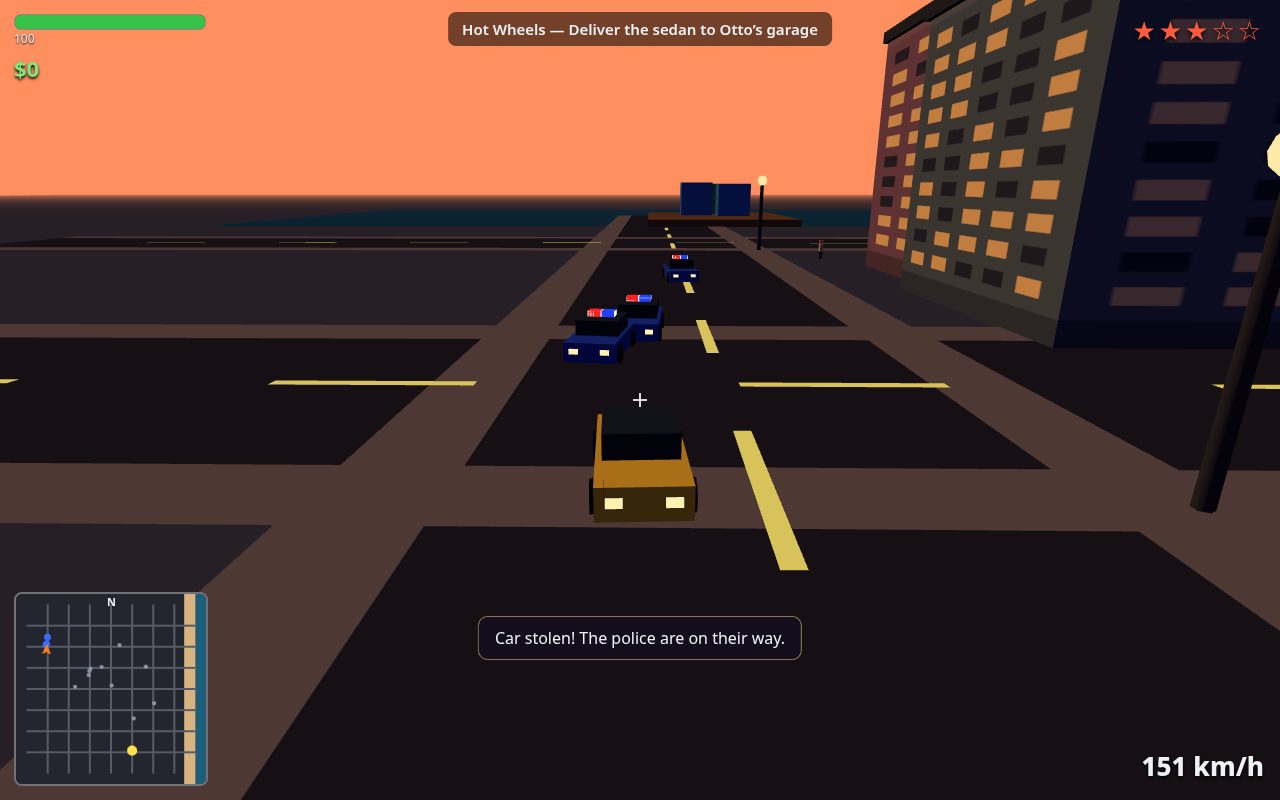 100
$0
Hot Wheels — Deliver the sedan to Otto’s garage
★★★☆☆
N
Car stolen! The police are on their way.
151 km/h